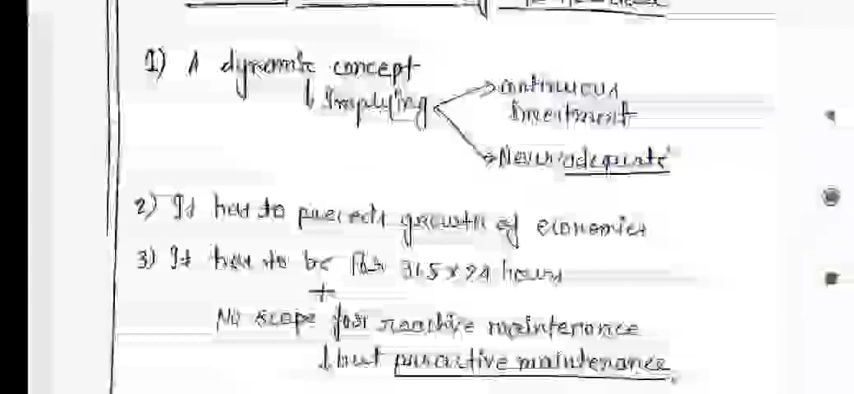 1) A dynamic concept
↓ Implying → continuous
Investment
→ Never adequate
2) It has to precede growth of economies
3) It has to be for 365 x 24 hours
+
No scope for reactive maintenance
↓ but proactive maintenance.